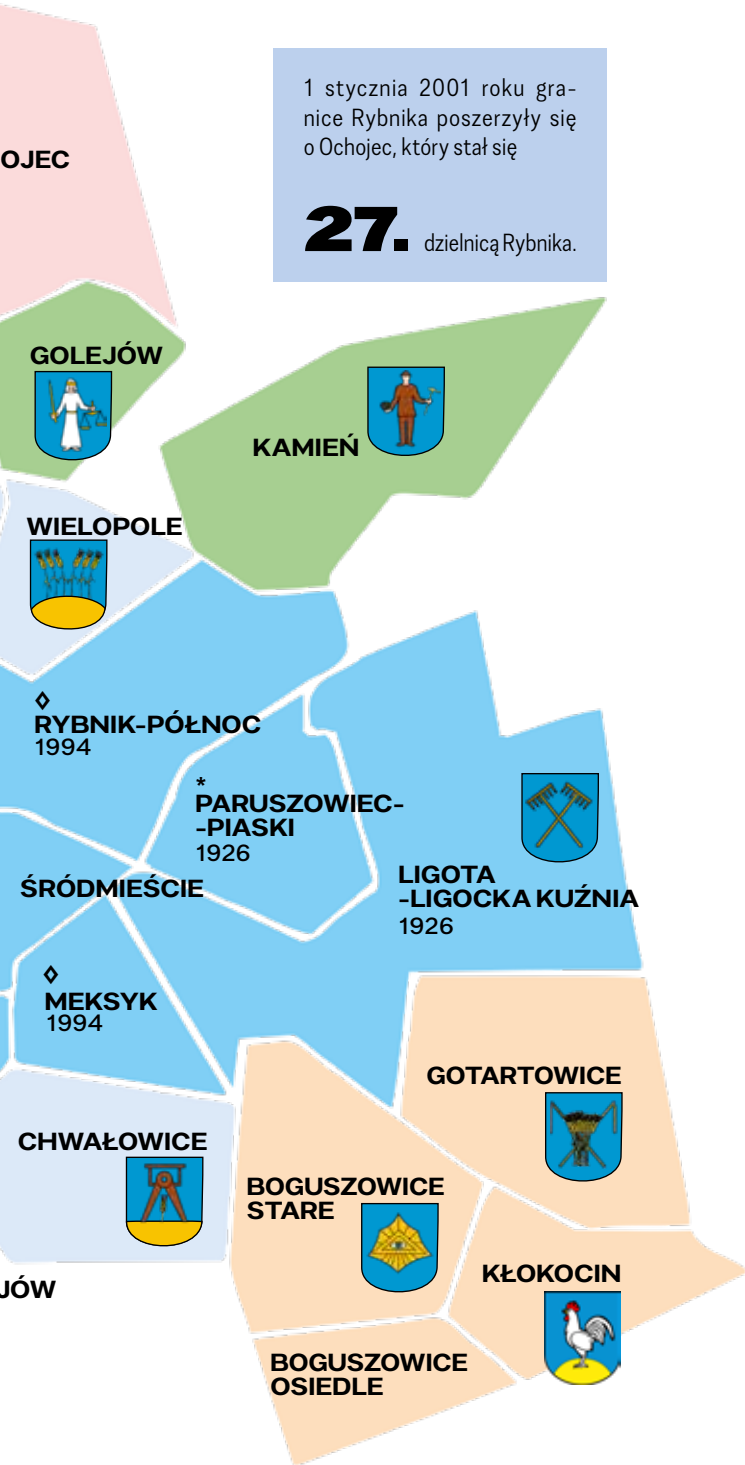 1 stycznia 2001 roku gra-
nice Rybnika poszerzyły się
o Ochojec, który stał się
27. dzielnicą Rybnika.
OJEC
GOLEJÓW
KAMIEŃ
WIELOPOLE
◊
RYBNIK-PÓŁNOC
1994
*
PARUSZOWIEC-
-PIASKI
1926
ŚRÓDMIEŚCIE
LIGOTA
-LIGOCKA KUŹNIA
1926
◊
MEKSYK
1994
GOTARTOWICE
CHWAŁOWICE
BOGUSZOWICE
STARE
KŁOKOCIN
JÓW
BOGUSZOWICE
OSIEDLE